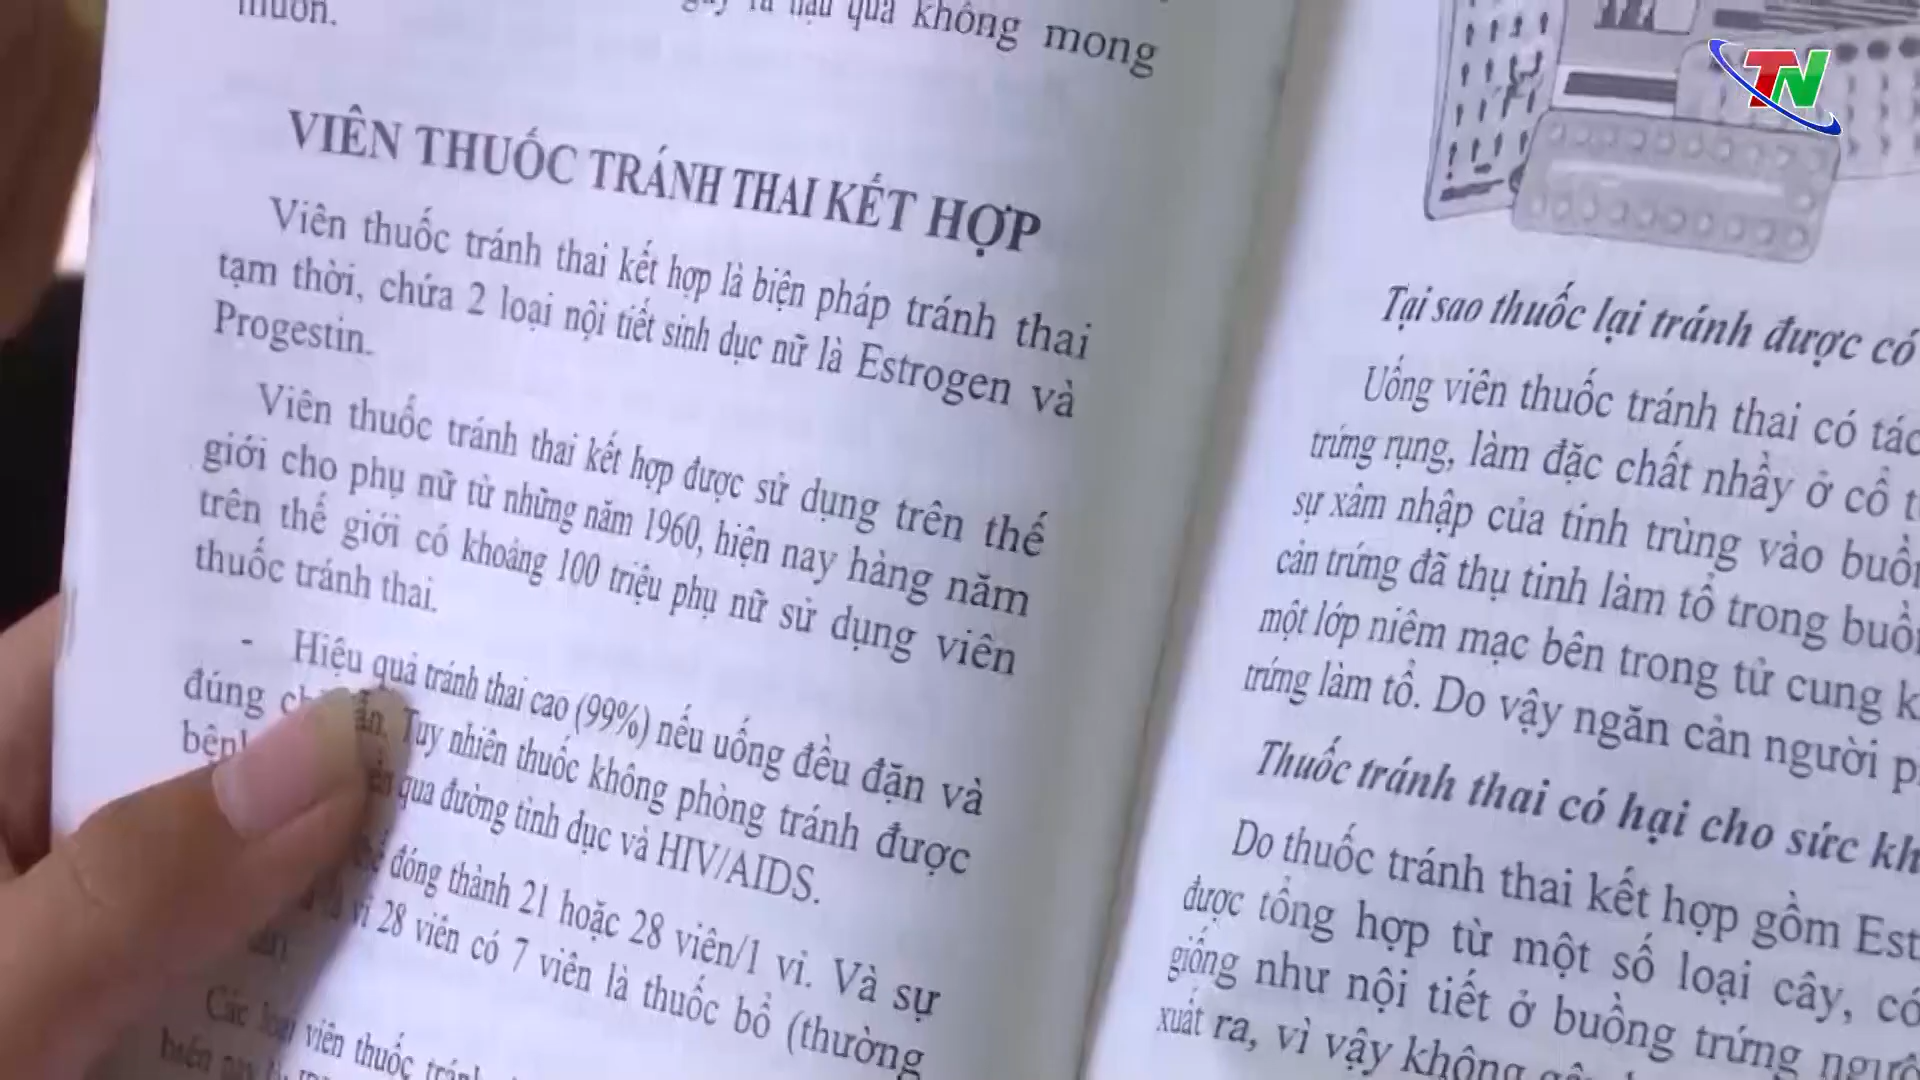 muốn.
là hậu quả không mong
VIÊN THUỐC TRÁNH THAI KẾT HỢP
Viên thuốc tránh thai kết hợp là biện pháp tránh thai
tạm thời, chứa 2 loại nội tiết sinh dục nữ là Estrogen và
Progestin.
Viên thuốc tránh thai kết hợp được sử dụng trên thế
giới cho phụ nữ từ những năm 1960, hiện nay hàng năm
trên thế giới có khoảng 100 triệu phụ nữ sử dụng viên
thuốc tránh thai.
- Hiệu quả tránh thai cao (99%) nếu uống đều đặn và
đúng Tuy nhiên thuốc không phòng tránh được
qua đường tình dục và HIV/AIDS.
đóng thành 21 hoặc 28 viên/1 vỉ. Và sự
vỉ 28 viên có 7 viên là thuốc bổ (thường
Các loại viên thuốc
TN
Tại sao thuốc lại tránh được có
Uống viên thuốc tránh thai có tác
trứng rụng, làm đặc chất nhầy ở cổ t
sự xâm nhập của tinh trùng vào buồn
cản trứng đã thụ tinh làm tổ trong buồn
một lớp niêm mạc bên trong tử cung k
trứng làm tổ. Do vậy ngăn cản người p
Thuốc tránh thai có hại cho sức kh
Do thuốc tránh thai kết hợp gồm Est
được tổng hợp từ một số loại cây, có
giống như nội tiết ở buồng trứng ngườ
xuất ra, vì vậy không